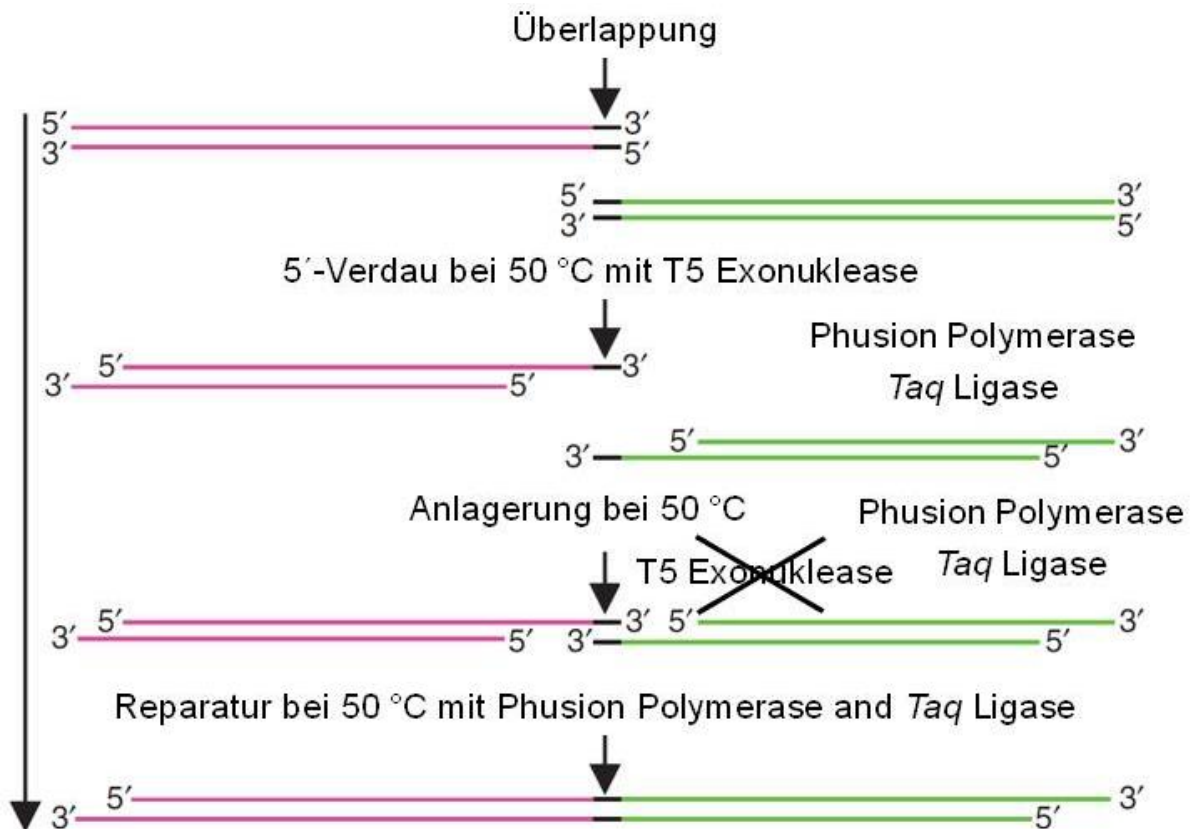 Überlappung
5′ 3′
3′ 5′
5′ 3′
3′ 5′
5´-Verdau bei 50 °C mit T5 Exonuklease
Phusion Polymerase
Taq Ligase
5′ 3′
3′ 5′
5′ 3′
3′ 5′
Anlagerung bei 50 °C
Phusion Polymerase
T5 Exonuklease
Taq Ligase
5′ 3′ 5′ 3′
3′ 5′ 3′ 5′
Reparatur bei 50 °C mit Phusion Polymerase and Taq Ligase
5′ 3′
3′ 5′